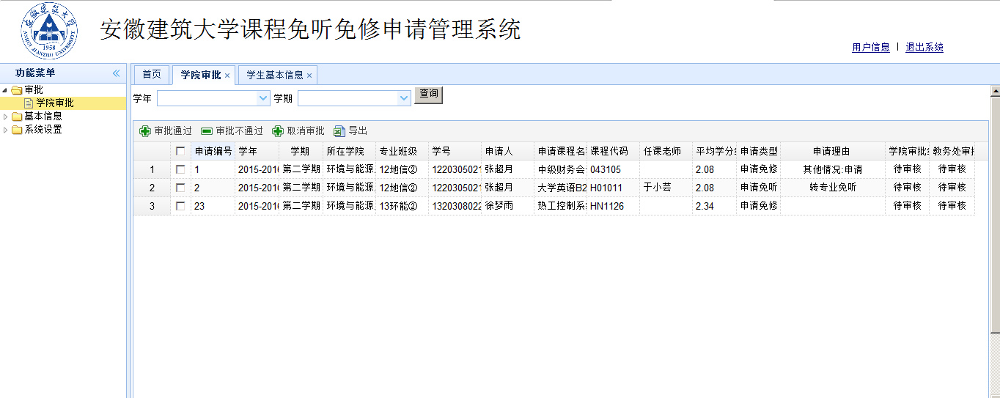 安徽建筑大学
ANHUI JIANZHU UNIVERSITY
1958
安徽建筑大学课程免听免修申请管理系统
用户信息 | 退出系统
功能菜单
首页 学院审批 学生基本信息
审批
学院审批
基本信息
系统设置
学年 学期 查询
审批通过 审批不通过 取消审批 导出
申请编号 学年 学期 所在学院 专业班级 学号 申请人 申请课程名 课程代码 任课老师 平均学分 申请类型 申请理由 学院审批 教务处审
1 1 2015-201 第二学期 环境与能源 12地信② 1220305021 张超月 中级财务会 043105 2.08 申请免修 其他情况:申请 待审核 待审核
2 2 2015-201 第二学期 环境与能源 12地信② 1220305021 张超月 大学英语B2 H01011 于小芸 2.08 申请免听 转专业免听 待审核 待审核
3 23 2015-201 第二学期 环境与能源 13环能② 1320308022 徐梦雨 热工控制系 HN1126 2.34 申请免修 待审核 待审核